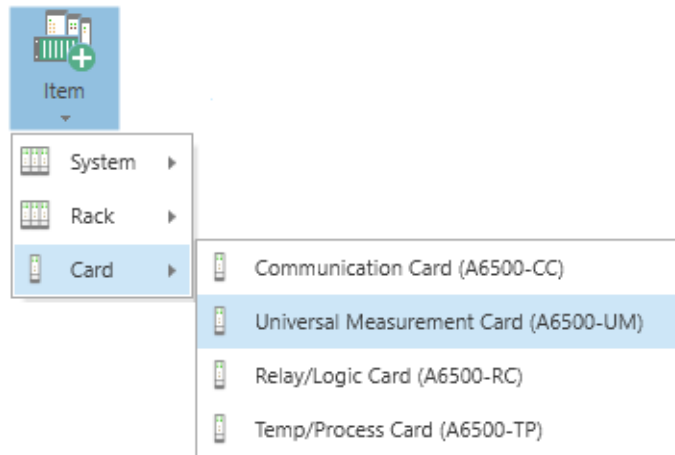 Item
System
Rack
Card
Communication Card (A6500-CC)
Universal Measurement Card (A6500-UM)
Relay/Logic Card (A6500-RC)
Temp/Process Card (A6500-TP)